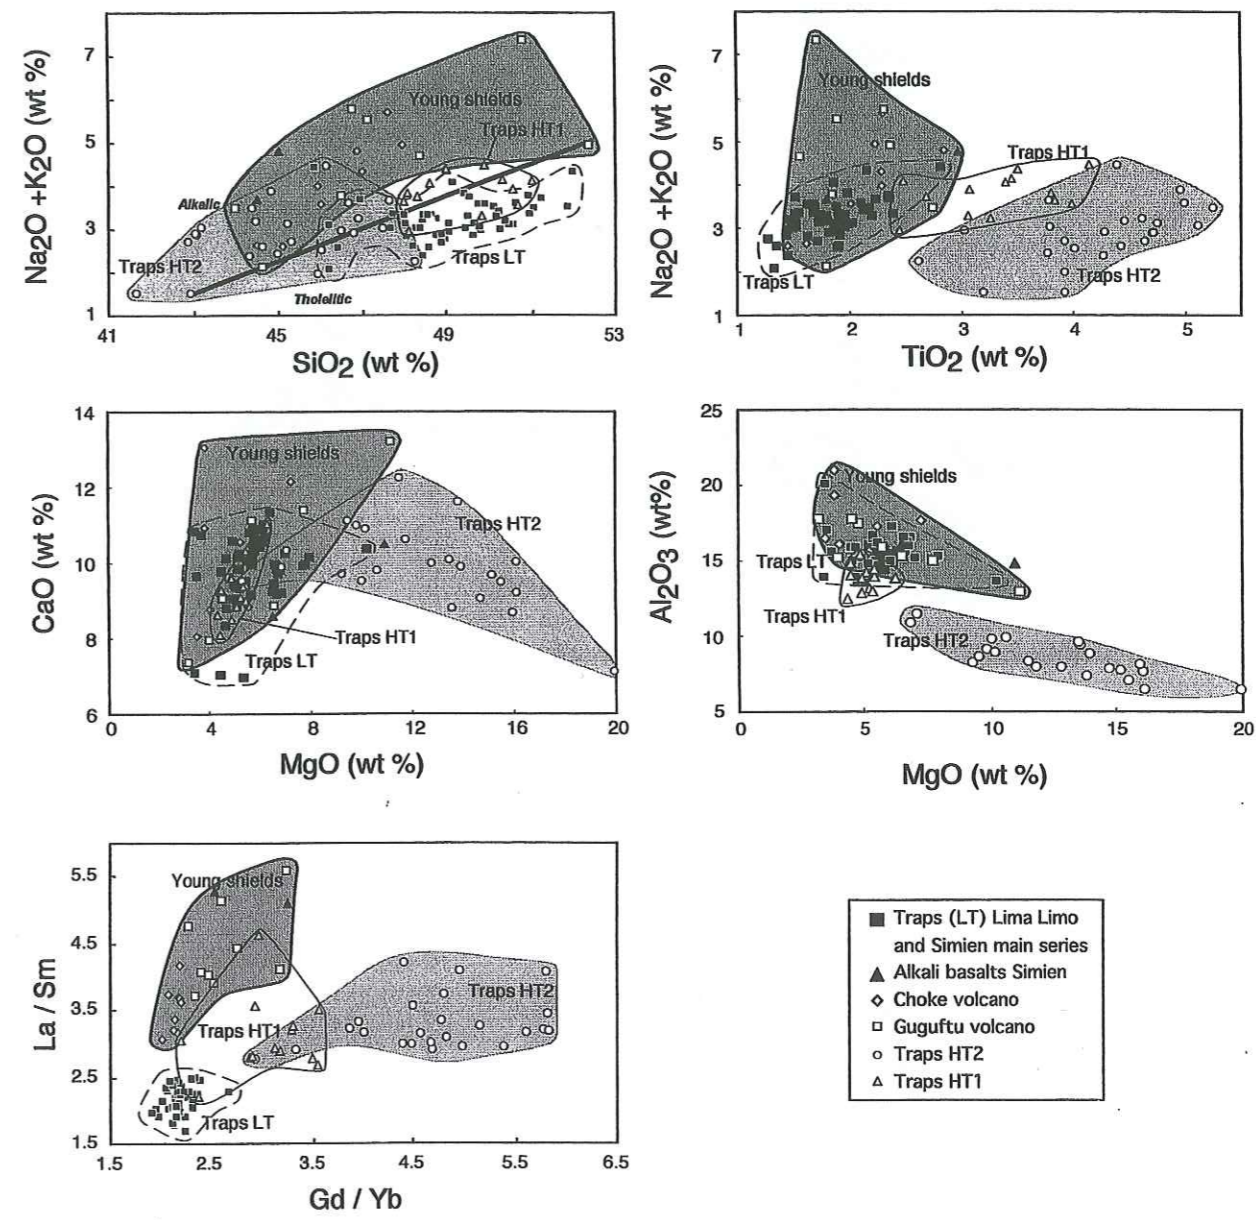 Na2O +K2O (wt %)
7
5
3
1
Young shields
Traps HT1
Alkalic
Traps HT2
Traps LT
Tholeiitic
41
45
49
53
SiO2 (wt %)
Na2O +K2O (wt %)
7
5
3
1
Young shields
Traps HT1
Traps LT
Traps HT2
1
2
3
4
5
TiO2 (wt %)
CaO (wt %)
14
12
10
8
6
Young shields
Traps HT2
Traps HT1
Traps LT
0
4
8
12
16
20
MgO (wt %)
Al2O3 (wt%)
25
20
15
10
5
Young shields
Traps LT
Traps HT1
Traps HT2
0
5
10
15
20
MgO (wt %)
La / Sm
5.5
4.5
3.5
2.5
1.5
Young shields
Traps HT2
Traps HT1
Traps LT
1.5
2.5
3.5
4.5
5.5
6.5
Gd / Yb
Traps (LT) Lima Limo
and Simien main series
Alkali basalts Simien
Choke volcano
Guguftu volcano
Traps HT2
Traps HT1